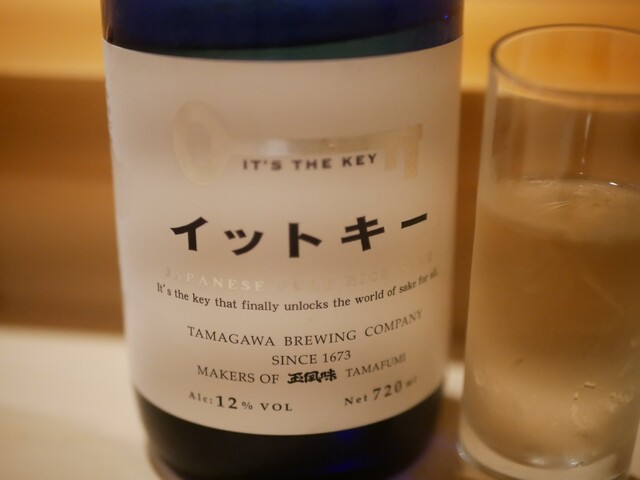 IT'S THE KEY
イットキー
JAPANESE
It's the key that finally unlocks the world of sake for all.
TAMAGAWA BREWING COMPANY
SINCE 1673
MAKERS OF 玉風味 TAMAFUMI
Alc: 12% VOL Net 720ml